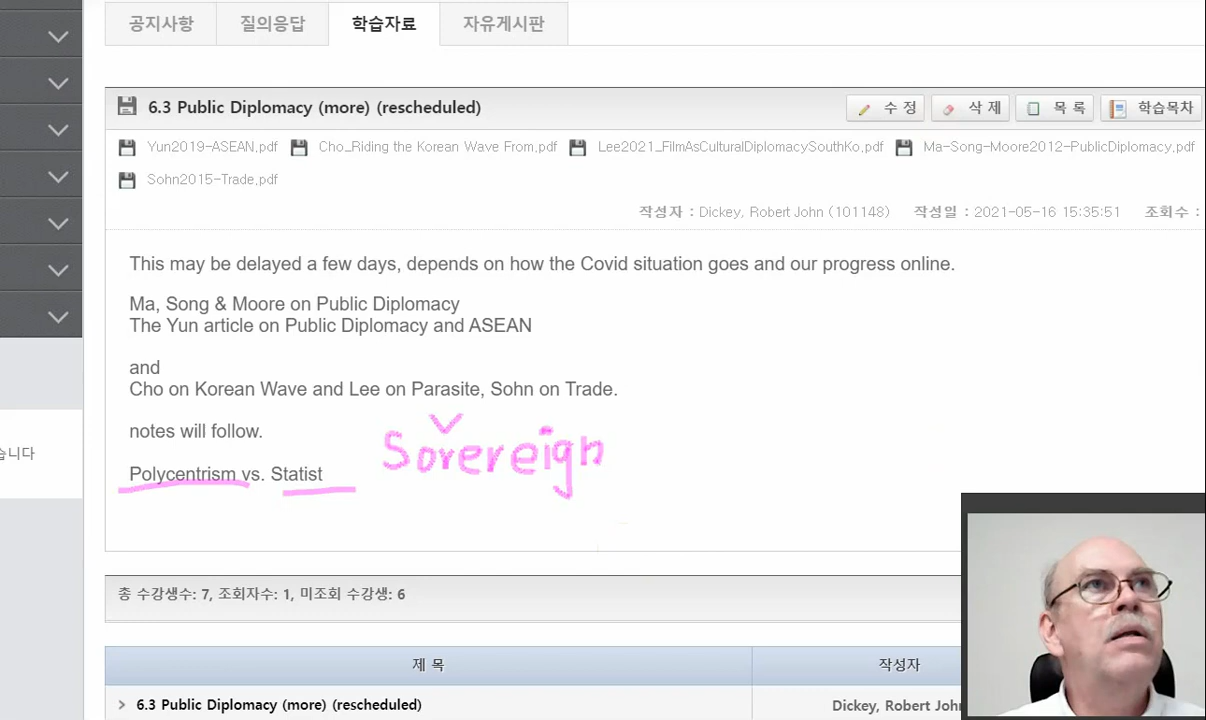 공지사항 질의응답 학습자료 자유게시판
6.3 Public Diplomacy (more) (rescheduled) 수 정 삭 제 목 록 학습목차
Yun2019-ASEAN.pdf Cho_Riding the Korean Wave From.pdf Lee2021_FilmAsCulturalDiplomacySouthKo.pdf Ma-Song-Moore2012-PublicDiplomacy.pdf
Sohn2015-Trade.pdf
작성자 : Dickey, Robert John (101148) 작성일 : 2021-05-16 15:35:51 조회수 :
This may be delayed a few days, depends on how the Covid situation goes and our progress online.
Ma, Song & Moore on Public Diplomacy
The Yun article on Public Diplomacy and ASEAN
and
Cho on Korean Wave and Lee on Parasite, Sohn on Trade.
notes will follow.
Sovereign
습니다
Polycentrism vs. Statist
총 수강생수: 7, 조회자수: 1, 미조회 수강생: 6
제 목 작성자
6.3 Public Diplomacy (more) (rescheduled) Dickey, Robert Joh